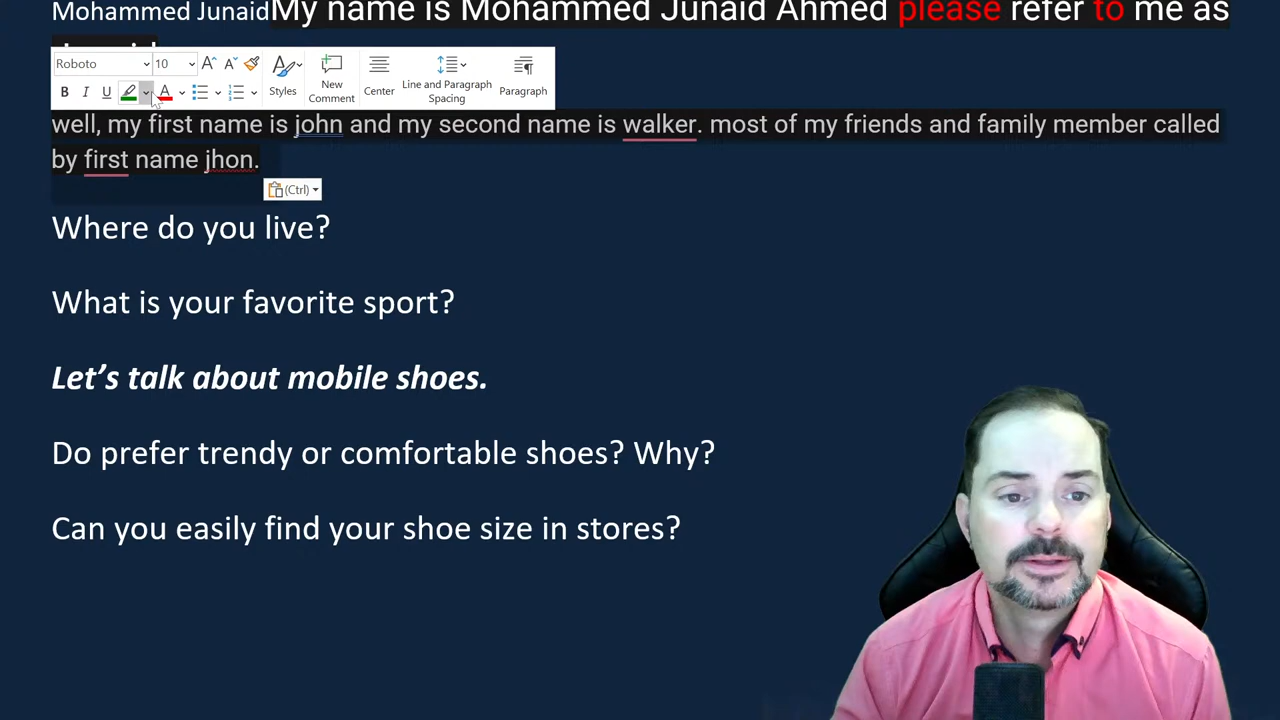 Mohammed JunaidMy name is Mohammed Junaid Ahmed please refer to me as
Roboto 10 Styles New Comment Center Line and Paragraph Spacing Paragraph
B I U A
well, my first name is john and my second name is walker. most of my friends and family member called
by first name jhon.
(Ctrl)
Where do you live?
What is your favorite sport?
Let's talk about mobile shoes.
Do prefer trendy or comfortable shoes? Why?
Can you easily find your shoe size in stores?